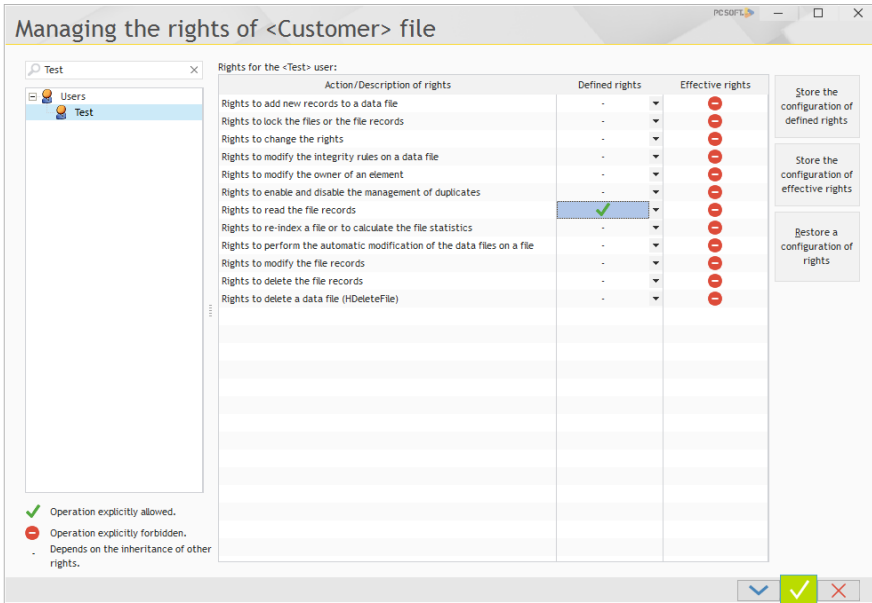 PC SOFT
Managing the rights of <Customer> file
Test
Rights for the <Test> user:
Users
Test
Action/Description of rights Defined rights Effective rights
Rights to add new records to a data file -
Rights to lock the files or the file records -
Rights to change the rights -
Rights to modify the integrity rules on a data file -
Rights to modify the owner of an element -
Rights to enable and disable the management of duplicates -
Rights to read the file records
Rights to re-index a file or to calculate the file statistics -
Rights to perform the automatic modification of the data files on a file -
Rights to modify the file records -
Rights to delete the file records -
Rights to delete a data file (HDeleteFile) -
Store the
configuration of
defined rights
Store the
configuration of
effective rights
Restore a
configuration of
rights
Operation explicitly allowed.
Operation explicitly forbidden.
- Depends on the inheritance of other
rights.